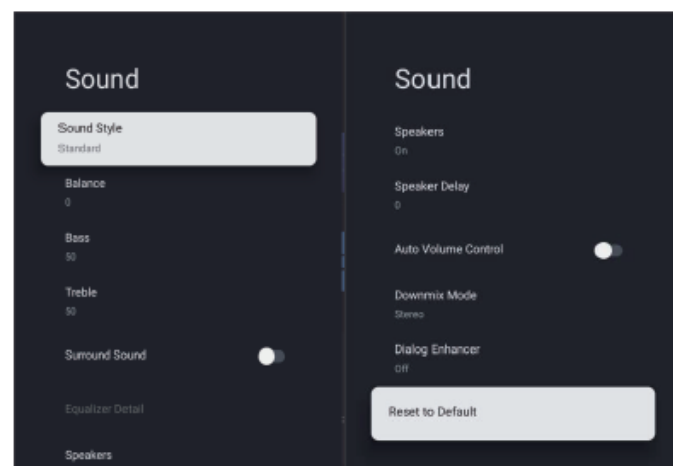 Sound
Sound Style
Standard
Balance
0
Bass
50
Treble
50
Surround Sound
Equalizer Detail
Speakers
Sound
Speakers
On
Speaker Delay
0
Auto Volume Control
Downmix Mode
Stereo
Dialog Enhancer
Off
Reset to Default